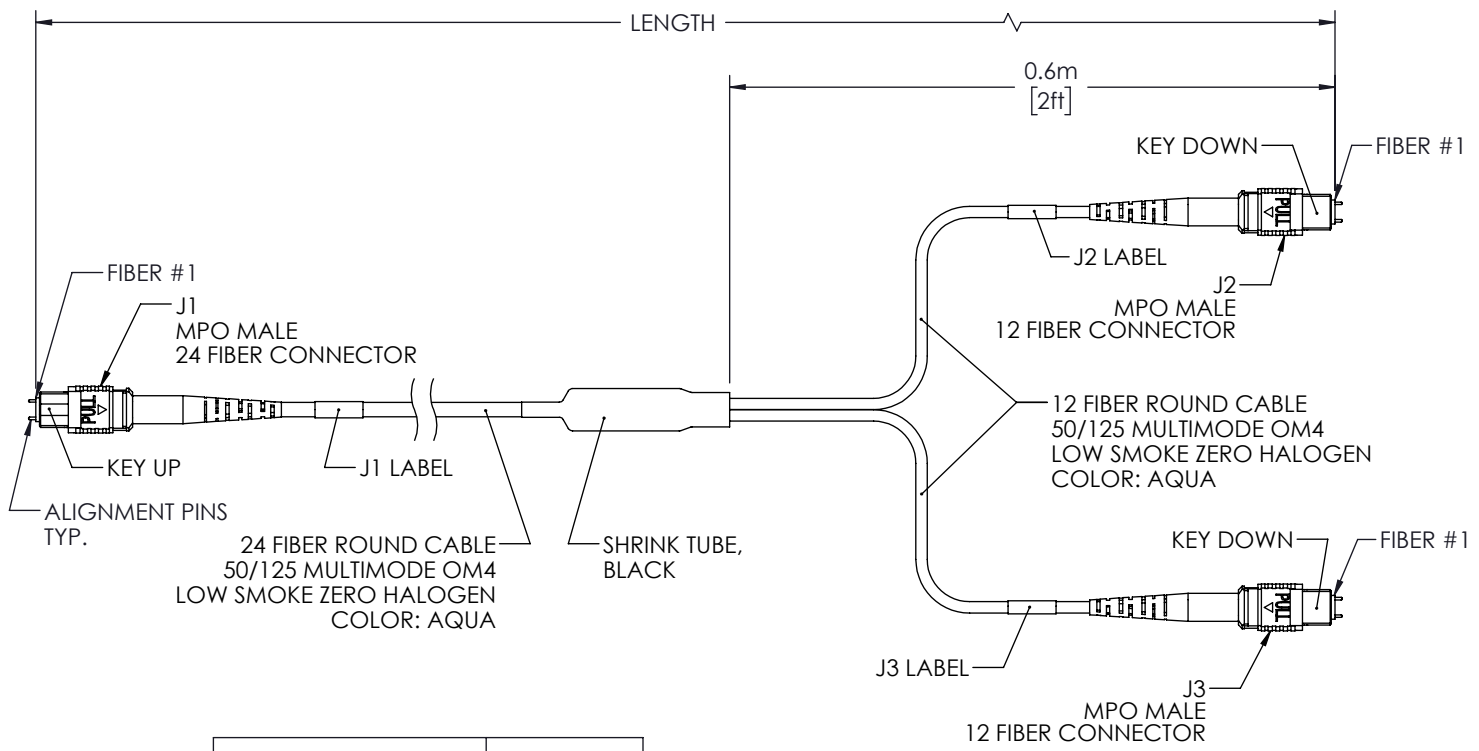 LENGTH
0.6m
[2ft]
KEY DOWN
FIBER #1
PULL
J2 LABEL
J2
MPO MALE
12 FIBER CONNECTOR
FIBER #1
J1
MPO MALE
24 FIBER CONNECTOR
PULL
KEY UP
J1 LABEL
ALIGNMENT PINS
TYP.
24 FIBER ROUND CABLE
50/125 MULTIMODE OM4
LOW SMOKE ZERO HALOGEN
COLOR: AQUA
SHRINK TUBE,
BLACK
12 FIBER ROUND CABLE
50/125 MULTIMODE OM4
LOW SMOKE ZERO HALOGEN
COLOR: AQUA
KEY DOWN
FIBER #1
PULL
J3 LABEL
J3
MPO MALE
12 FIBER CONNECTOR